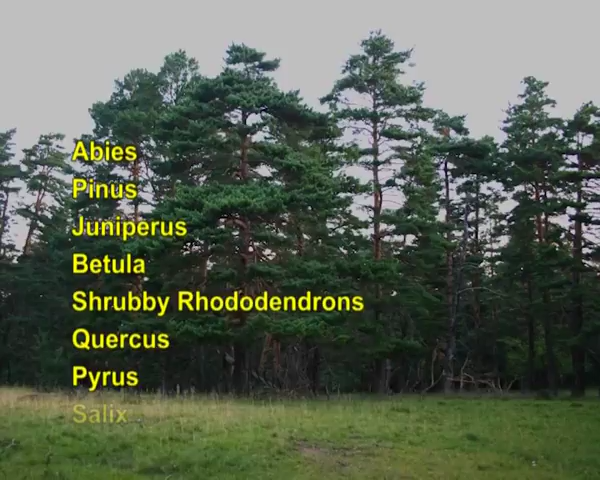 Abies
Pinus
Juniperus
Betula
Shrubby Rhododendrons
Quercus
Pyrus
Salix